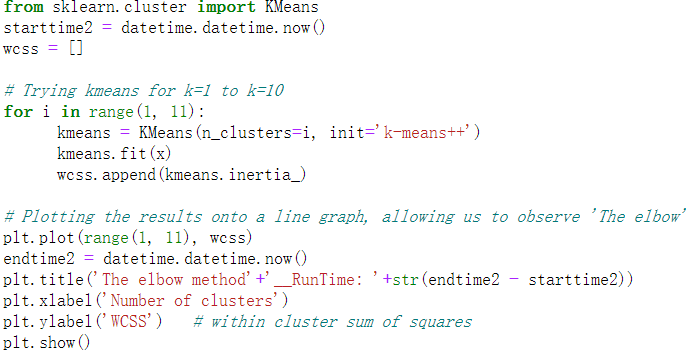 from sklearn.cluster import KMeans
starttime2 = datetime.datetime.now()
wcss = []

# Trying kmeans for k=1 to k=10
for i in range(1, 11):
      kmeans = KMeans(n_clusters=i, init='k-means++')
      kmeans.fit(x)
      wcss.append(kmeans.inertia_)

# Plotting the results onto a line graph, allowing us to observe 'The elbow'
plt.plot(range(1, 11), wcss)
endtime2 = datetime.datetime.now()
plt.title('The elbow method'+'__RunTime: '+str(endtime2 - starttime2))
plt.xlabel('Number of clusters')
plt.ylabel('WCSS')   # within cluster sum of squares
plt.show()